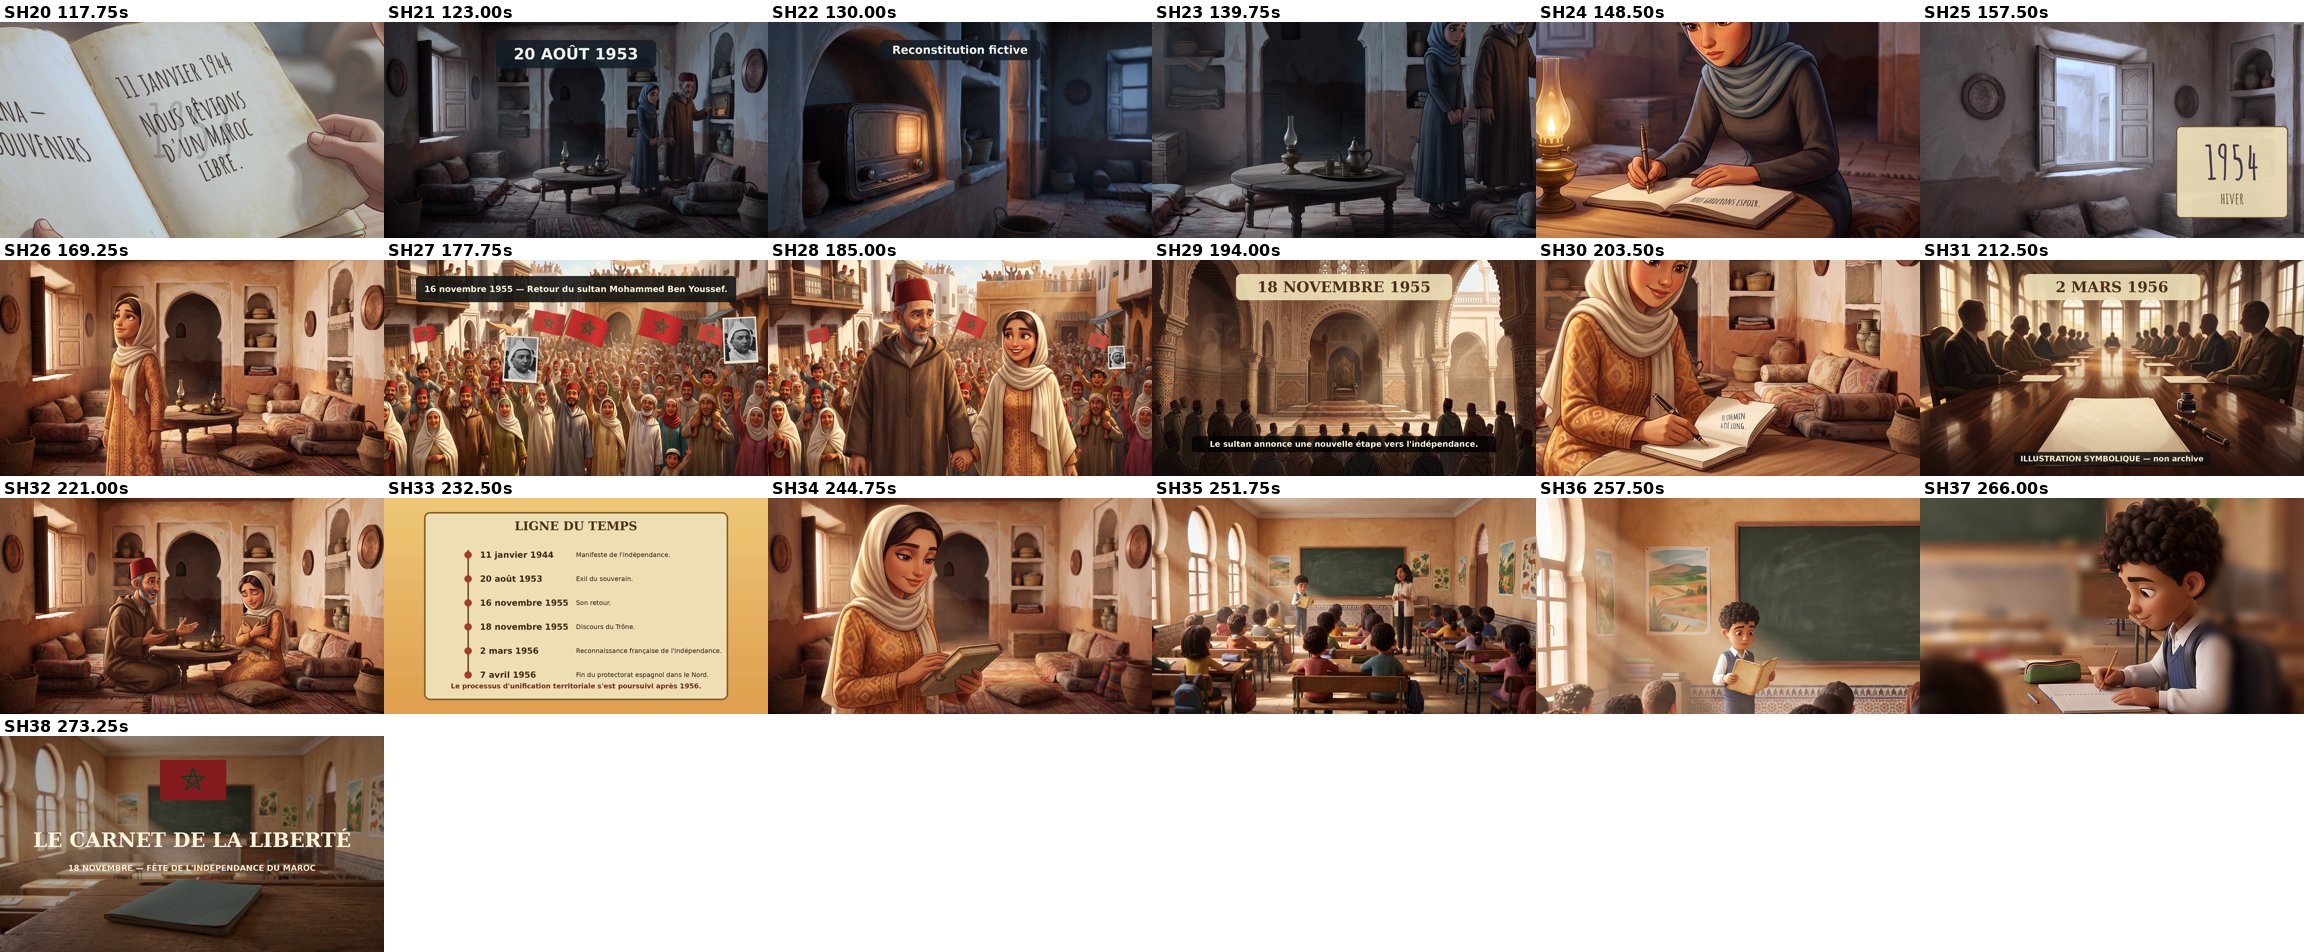 SH20 117.75s
INA –
SOUVENIRS
11 JANVIER 1944
NOUS RÊVIONS
D'UN MAROC
LIBRE.
SH21 123.00s
20 AOÛT 1953
SH22 130.00s
Reconstitution fictive
SH23 139.75s
SH24 148.50s
NOUS GARDERONS ESPOIR.
SH25 157.50s
1954
HIVER
SH26 169.25s
SH27 177.75s
16 novembre 1955 — Retour du sultan Mohammed Ben Youssef.
SH28 185.00s
SH29 194.00s
18 NOVEMBRE 1955
Le sultan annonce une nouvelle étape vers l'indépendance.
SH30 203.50s
LE CHEMIN
A ÉTÉ LONG.
SH31 212.50s
2 MARS 1956
ILLUSTRATION SYMBOLIQUE — non archive
SH32 221.00s
SH33 232.50s
LIGNE DU TEMPS
11 janvier 1944 Manifeste de l'indépendance.
20 août 1953 Exil du souverain.
16 novembre 1955 Son retour.
18 novembre 1955 Discours du Trône.
2 mars 1956 Reconnaissance française de l'indépendance.
7 avril 1956 Fin du protectorat espagnol dans le Nord.
Le processus d'unification territoriale s'est poursuivi après 1956.
SH34 244.75s
SH35 251.75s
SH36 257.50s
SH37 266.00s
SH38 273.25s
LE CARNET DE LA LIBERTÉ
18 NOVEMBRE — FÊTE DE L'INDÉPENDANCE DU MAROC